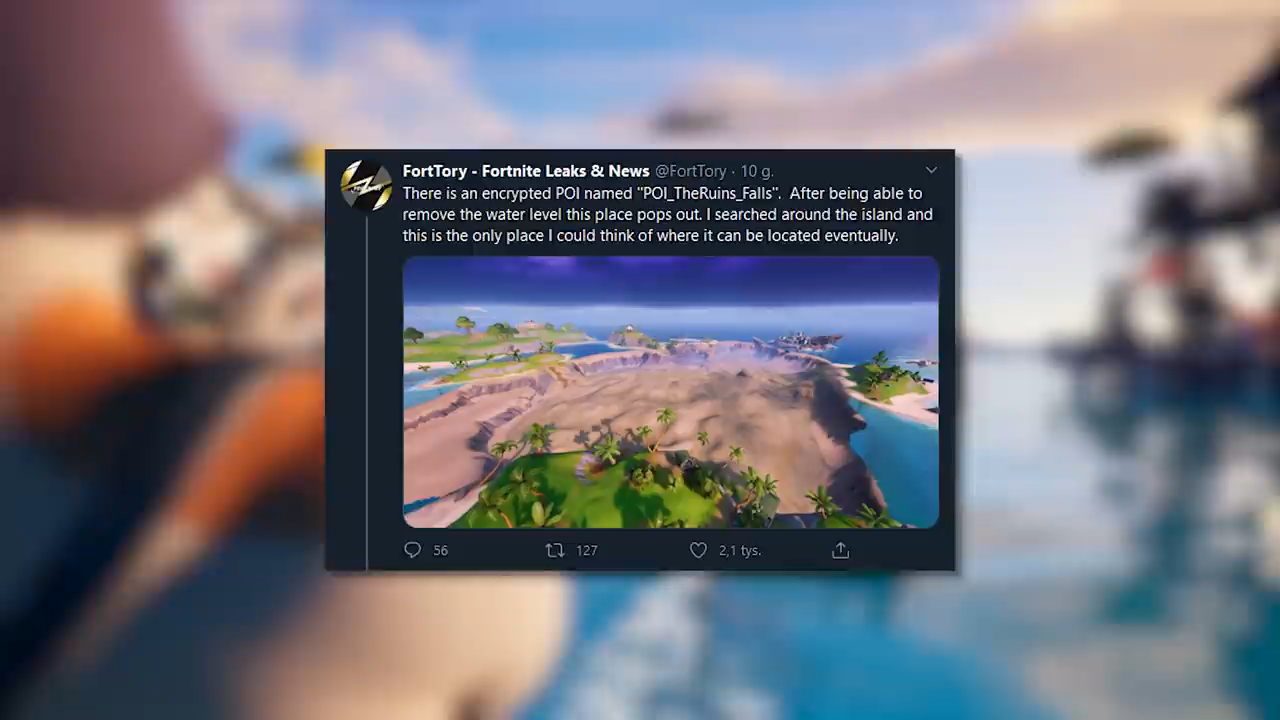 FortTory - Fortnite Leaks & News @FortTory · 10 g.
There is an encrypted POI named "POI_TheRuins_Falls".  After being able to
remove the water level this place pops out. I searched around the island and
this is the only place I could think of where it can be located eventually.
56 127 2,1 tys.